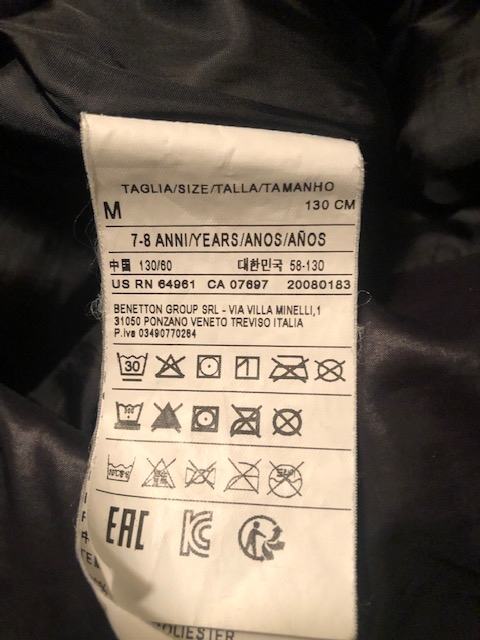 TAGLIA/SIZE/TALLA/TAMANHO
M 130 CM
7-8 ANNI/YEARS/ANOS/AÑOS
中国 130/60 대한민국 58-130
US RN 64961 CA 07697 20080183
BENETTON GROUP SRL - VIA VILLA MINELLI,1
31050 PONZANO VENETO TREVISO ITALIA
P.iva 03490770264
30
EAC